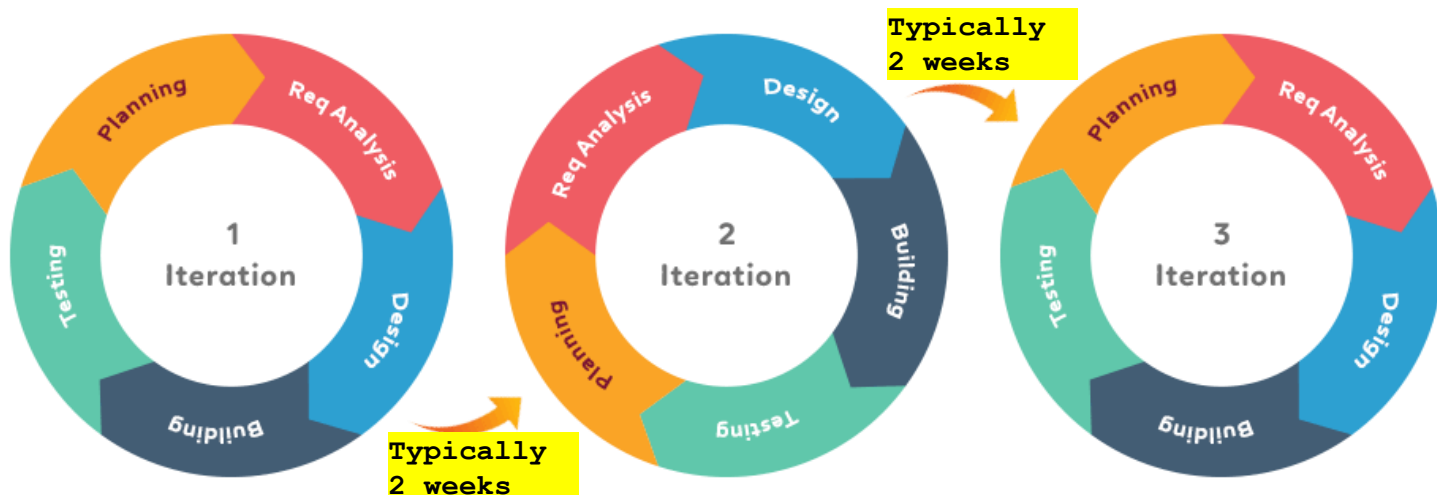 Planning
Req Analysis
Design
Building
Testing
1
Iteration
Typically
2 weeks
Planning
Req Analysis
Design
Building
Testing
2
Iteration
Typically
2 weeks
Planning
Req Analysis
Design
Building
Testing
3
Iteration